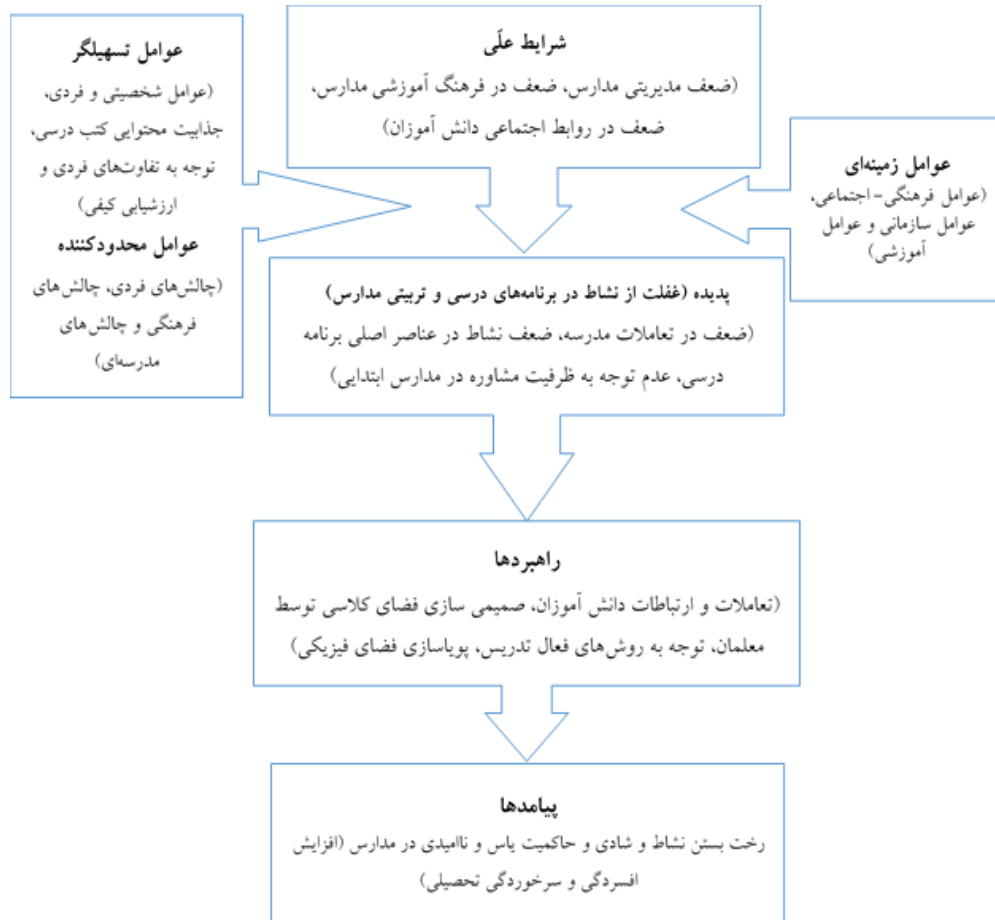 شرایط علّی
(ضعف مدیریتی مدارس، ضعف در فرهنگ آموزشی مدارس،
ضعف در روابط اجتماعی دانش آموزان)
عوامل زمینه‌ای
(عوامل فرهنگی- اجتماعی،
عوامل سازمانی و عوامل
آموزشی)
عوامل تسهیلگر
(عوامل شخصیتی و فردی،
جذابیت محتوایی کتب درسی،
توجه به تفاوت‌های فردی و
ارزشیابی کیفی)
عوامل محدودکننده
(چالش‌های فردی، چالش‌های
فرهنگی و چالش‌های
مدرسه‌ای)
پدیده (غفلت از نشاط در برنامه‌های درسی و تربیتی مدارس)
(ضعف در تعاملات مدرسه، ضعف نشاط در عناصر اصلی برنامه
درسی، عدم توجه به ظرفیت مشاوره در مدارس ابتدایی)
راهبردها
(تعاملات و ارتباطات دانش آموزان، صمیمی سازی فضای کلاسی توسط
معلمان، توجه به روش‌های فعال تدریس، پویاسازی فضای فیزیکی)
پیامدها
رخت بستن نشاط و شادی و حاکمیت یاس و ناامیدی در مدارس (افزایش
افسردگی و سرخوردگی تحصیلی)